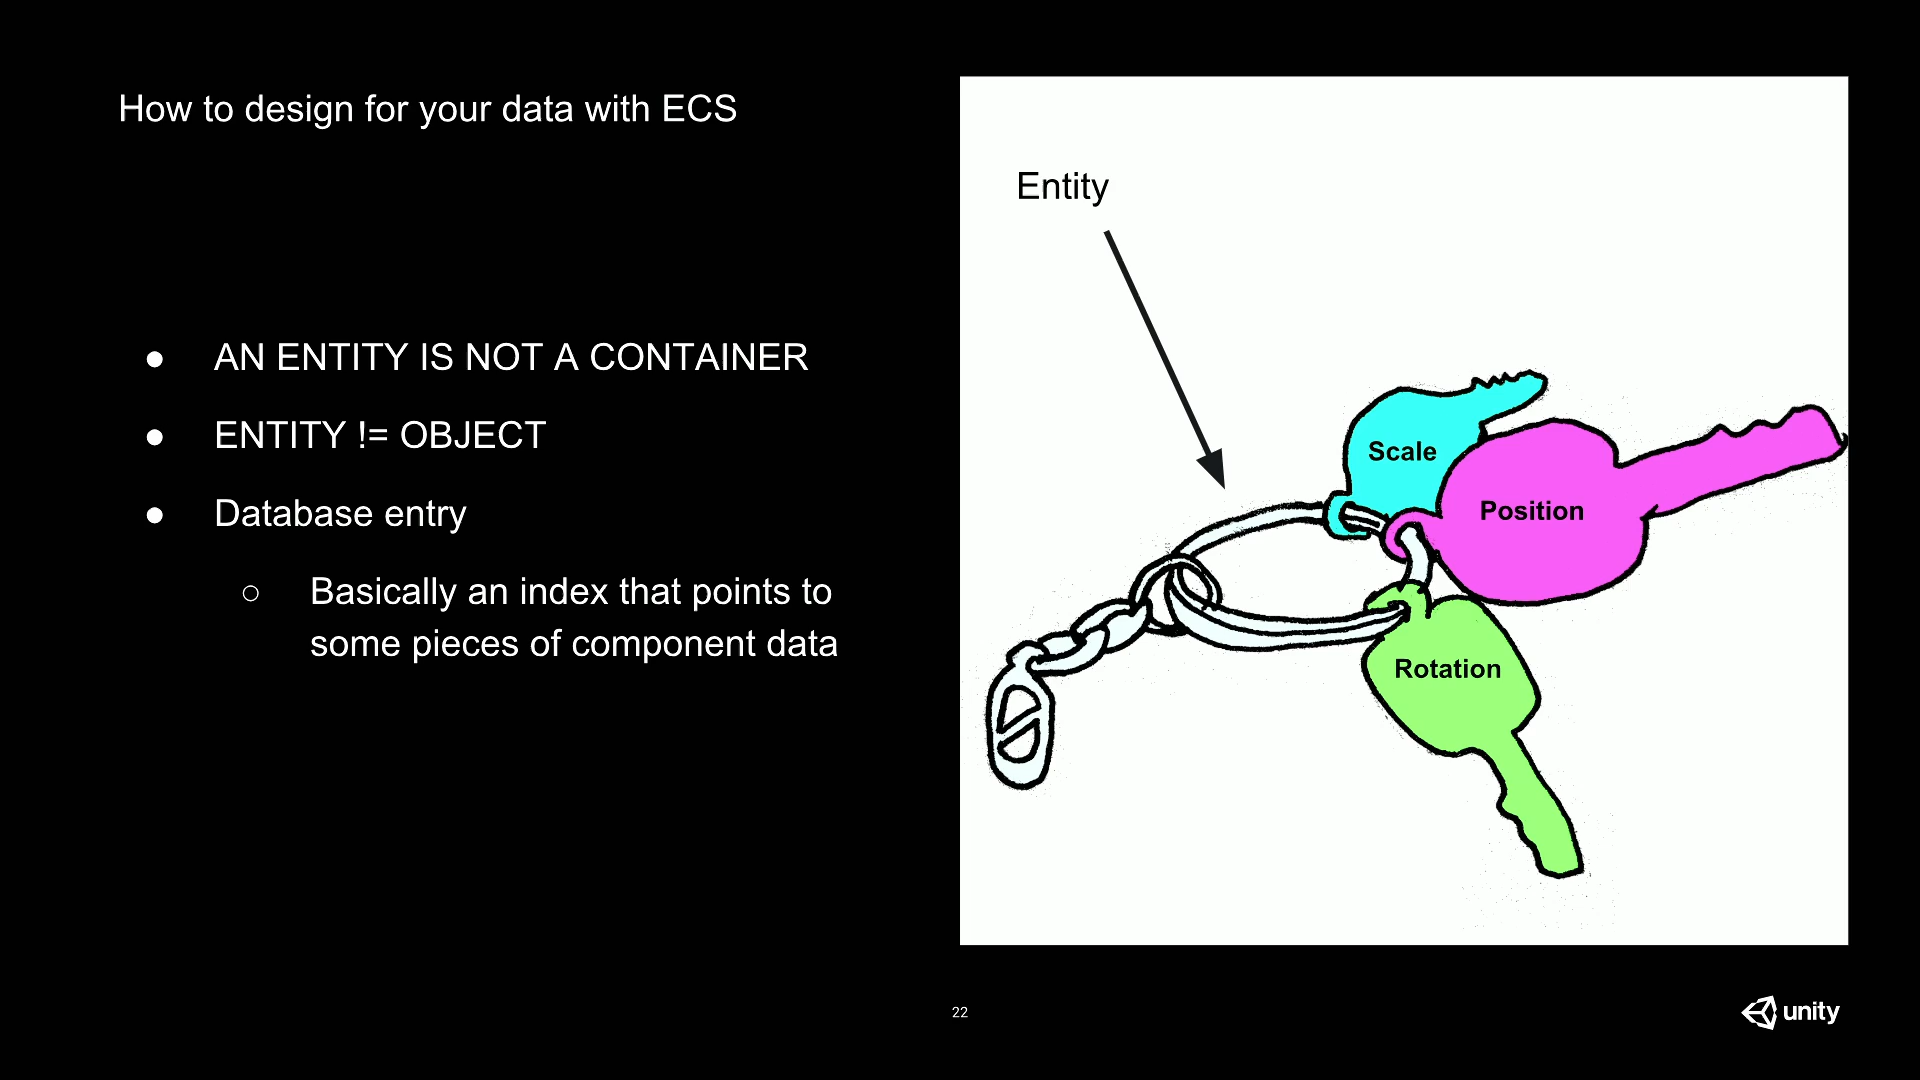 How to design for your data with ECS
● AN ENTITY IS NOT A CONTAINER
● ENTITY != OBJECT
● Database entry
○ Basically an index that points to
some pieces of component data
Entity
Scale
Position
Rotation
22
unity